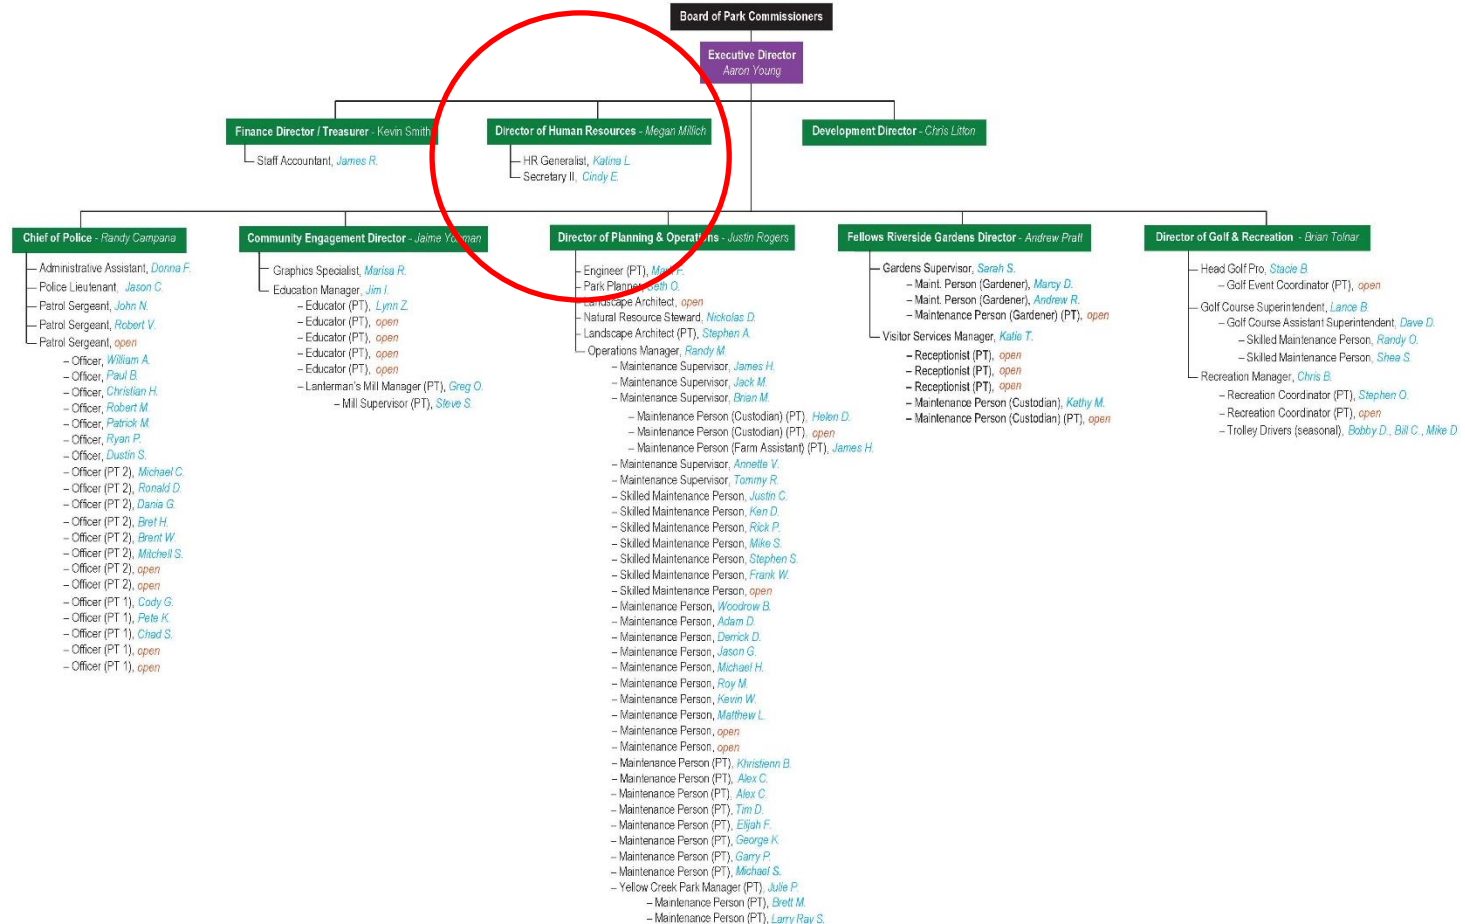 Board of Park Commissioners
Executive Director
Aaron Young
Finance Director / Treasurer - Kevin Smith
Staff Accountant, James R.
Director of Human Resources - Megan Millich
HR Generalist, Katina L.
Secretary II, Cindy E.
Development Director - Chris Litton
Chief of Police - Randy Campana
Administrative Assistant, Donna F.
Police Lieutenant, Jason C.
Patrol Sergeant, John N.
Patrol Sergeant, Robert V.
Patrol Sergeant, open
– Officer, William A.
– Officer, Paul B.
– Officer, Christian H.
– Officer, Robert M.
– Officer, Patrick M.
– Officer, Ryan P.
– Officer, Dustin S.
– Officer (PT 2), Michael C.
– Officer (PT 2), Ronald D.
– Officer (PT 2), Dania G.
– Officer (PT 2), Bret H.
– Officer (PT 2), Brent W.
– Officer (PT 2), Mitchell S.
– Officer (PT 2), open
– Officer (PT 2), open
– Officer (PT 1), Cody G.
– Officer (PT 1), Pete K.
– Officer (PT 1), Chad S.
– Officer (PT 1), open
– Officer (PT 1), open
Community Engagement Director - Jaime
Graphics Specialist, Marisa R.
Education Manager, Jim I.
– Educator (PT), Lynn Z.
– Educator (PT), open
– Educator (PT), open
– Educator (PT), open
– Educator (PT), open
– Lanterman's Mill Manager (PT), Greg O.
– Mill Supervisor (PT), Steve S.
Director of Planning & Operations - Justin Rogers
Engineer (PT), F.
Park Planner, Seth O.
Landscape Architect, open
Natural Resource Steward, Nickolas D.
Landscape Architect (PT), Stephen A.
Operations Manager, Randy M.
– Maintenance Supervisor, James H.
– Maintenance Supervisor, Jack M.
– Maintenance Supervisor, Brian M.
– Maintenance Person (Custodian) (PT), Helen D.
– Maintenance Person (Custodian) (PT), open
– Maintenance Person (Farm Assistant) (PT), James H.
– Maintenance Supervisor, Annette V.
– Maintenance Supervisor, Tommy R.
– Skilled Maintenance Person, Justin C.
– Skilled Maintenance Person, Ken D.
– Skilled Maintenance Person, Rick P.
– Skilled Maintenance Person, Mike S.
– Skilled Maintenance Person, Stephen S.
– Skilled Maintenance Person, Frank W.
– Skilled Maintenance Person, open
– Maintenance Person, Woodrow B.
– Maintenance Person, Adam D.
– Maintenance Person, Derrick D.
– Maintenance Person, Jason G.
– Maintenance Person, Michael H.
– Maintenance Person, Roy M.
– Maintenance Person, Kevin W.
– Maintenance Person, Matthew L.
– Maintenance Person, open
– Maintenance Person, open
– Maintenance Person (PT), Khristienn B.
– Maintenance Person (PT), Alex C.
– Maintenance Person (PT), Alex C.
– Maintenance Person (PT), Tim D.
– Maintenance Person (PT), Elijah F.
– Maintenance Person (PT), George K.
– Maintenance Person (PT), Garry P.
– Maintenance Person (PT), Michael S.
– Yellow Creek Park Manager (PT), Julie P.
– Maintenance Person (PT), Brett M.
– Maintenance Person (PT), Larry Ray S.
Fellows Riverside Gardens Director - Andrew Pratt
Gardens Supervisor, Sarah S.
– Maint. Person (Gardener), Marcy D.
– Maint. Person (Gardener), Andrew R.
– Maintenance Person (Gardener) (PT), open
Visitor Services Manager, Katie T.
– Receptionist (PT), open
– Receptionist (PT), open
– Receptionist (PT), open
– Maintenance Person (Custodian), Kathy M.
– Maintenance Person (Custodian) (PT), open
Director of Golf & Recreation - Brian Tolnar
Head Golf Pro, Stacie B.
– Golf Event Coordinator (PT), open
Golf Course Superintendent, Lance B.
– Golf Course Assistant Superintendent, Dave D.
– Skilled Maintenance Person, Randy O.
– Skilled Maintenance Person, Shea S.
Recreation Manager, Chris B.
– Recreation Coordinator (PT), Stephen O.
– Recreation Coordinator (PT), open
– Trolley Drivers (seasonal), Bobby D., Bill C., Mike D